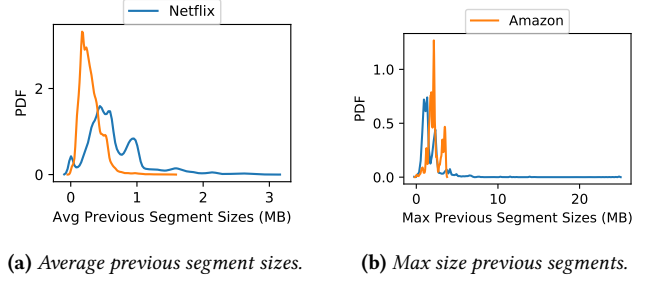 Netflix
PDF
2
0
0
1
2
3
Avg Previous Segment Sizes (MB)
(a) Average previous segment sizes.
Amazon
PDF
1.0
0.5
0.0
0
10
20
Max Previous Segment Sizes (MB)
(b) Max size previous segments.